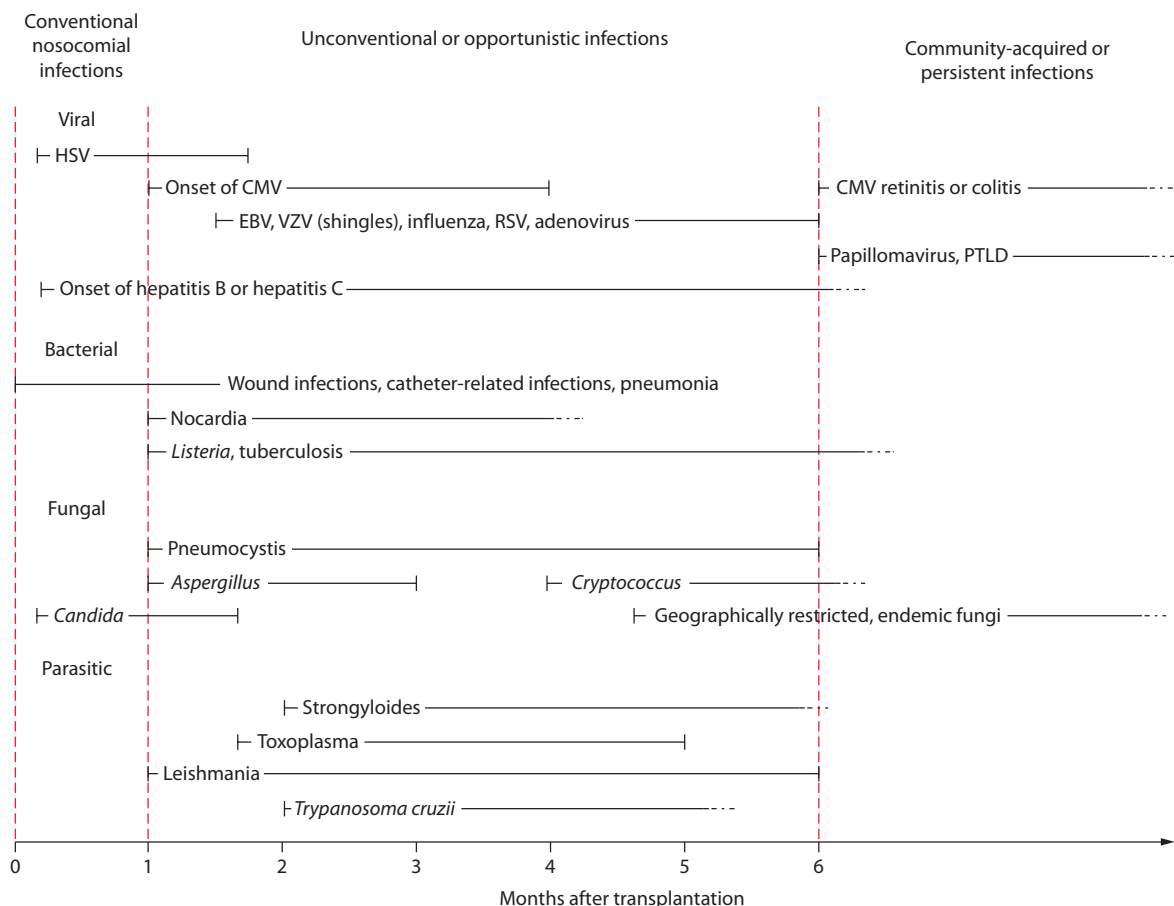 Conventional
nosocomial
infections
Unconventional or opportunistic infections
Community-acquired or
persistent infections
Viral
HSV
Onset of CMV
CMV retinitis or colitis
EBV, VZV (shingles), influenza, RSV, adenovirus
Papillomavirus, PTLD
Onset of hepatitis B or hepatitis C
Bacterial
Wound infections, catheter-related infections, pneumonia
Nocardia
Listeria, tuberculosis
Fungal
Pneumocystis
Aspergillus
Cryptococcus
Candida
Geographically restricted, endemic fungi
Parasitic
Strongyloides
Toxoplasma
Leishmania
Trypanosoma cruzii
0 1 2 3 4 5 6
Months after transplantation